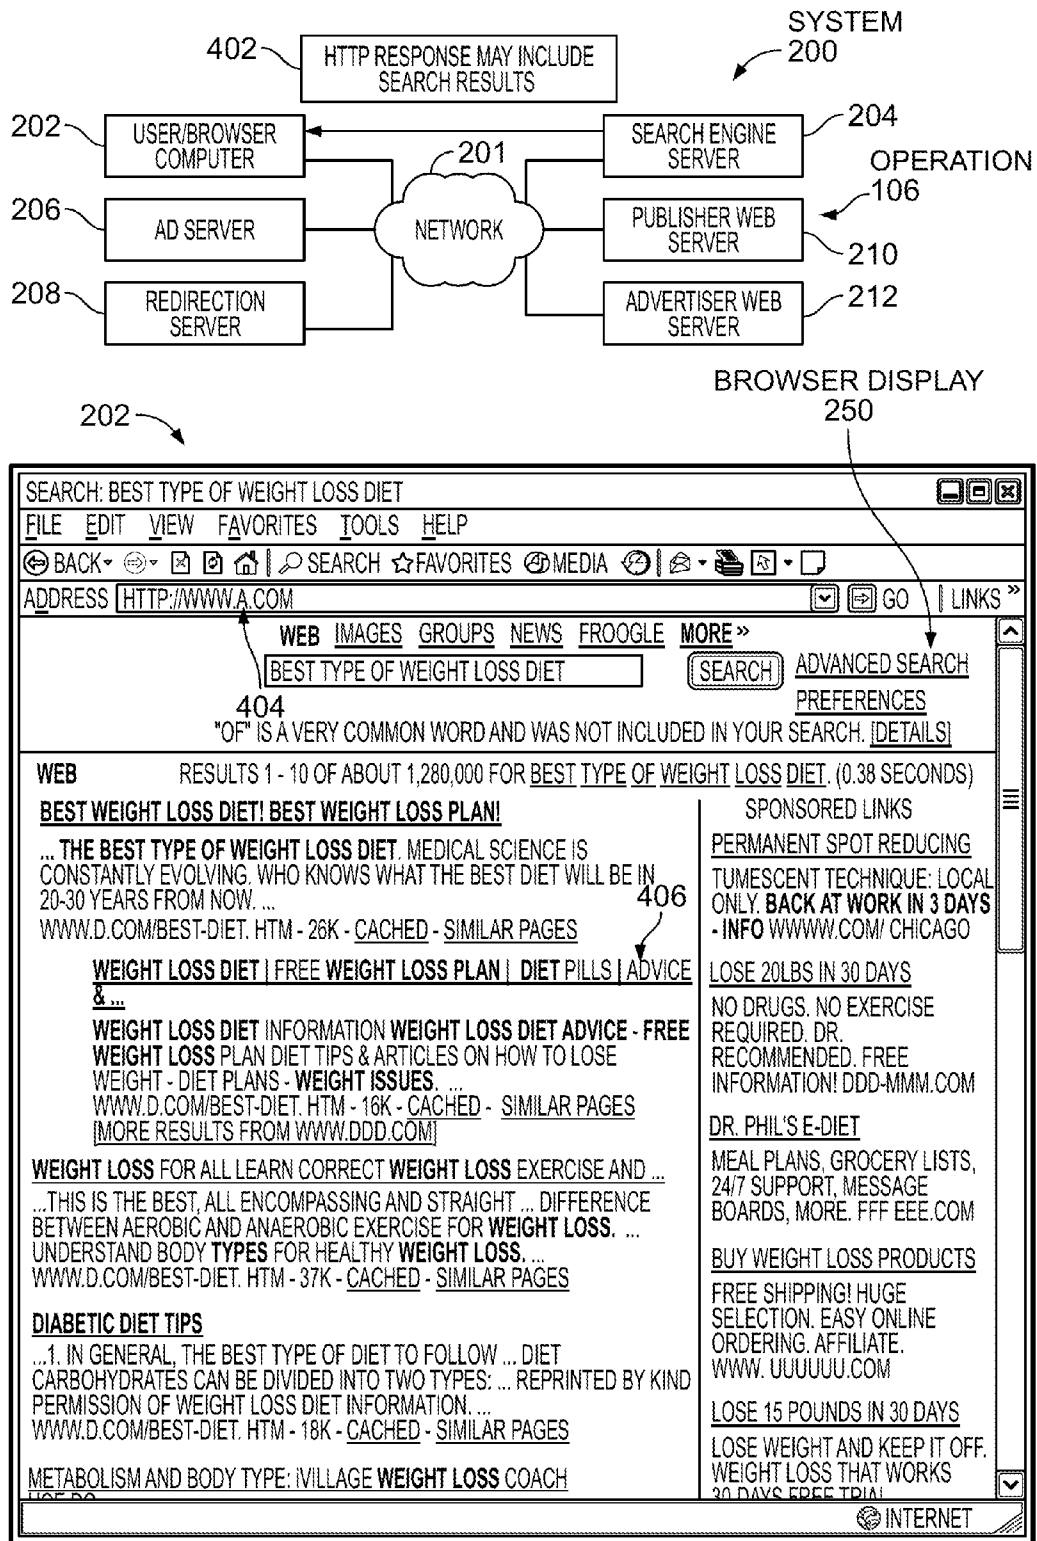 SYSTEM
200
402
HTTP RESPONSE MAY INCLUDE
SEARCH RESULTS
202
USER/BROWSER
COMPUTER
SEARCH ENGINE
SERVER
204
201
OPERATION
106
206
AD SERVER
NETWORK
PUBLISHER WEB
SERVER
210
208
REDIRECTION
SERVER
ADVERTISER WEB
SERVER
212
BROWSER DISPLAY
250
202
SEARCH: BEST TYPE OF WEIGHT LOSS DIET
FILE EDIT VIEW FAVORITES TOOLS HELP
BACK SEARCH FAVORITES MEDIA
ADDRESS HTTP://WWW.A.COM GO LINKS »
WEB IMAGES GROUPS NEWS FROOGLE MORE »
BEST TYPE OF WEIGHT LOSS DIET SEARCH ADVANCED SEARCH
PREFERENCES
404
"OF" IS A VERY COMMON WORD AND WAS NOT INCLUDED IN YOUR SEARCH. [DETAILS]
WEB RESULTS 1 - 10 OF ABOUT 1,280,000 FOR BEST TYPE OF WEIGHT LOSS DIET. (0.38 SECONDS)
BEST WEIGHT LOSS DIET! BEST WEIGHT LOSS PLAN!
... THE BEST TYPE OF WEIGHT LOSS DIET. MEDICAL SCIENCE IS
CONSTANTLY EVOLVING. WHO KNOWS WHAT THE BEST DIET WILL BE IN
20-30 YEARS FROM NOW. ...
WWW.D.COM/BEST-DIET. HTM - 26K - CACHED - SIMILAR PAGES
406
WEIGHT LOSS DIET | FREE WEIGHT LOSS PLAN | DIET PILLS | ADVICE
& ...
WEIGHT LOSS DIET INFORMATION WEIGHT LOSS DIET ADVICE - FREE
WEIGHT LOSS PLAN DIET TIPS & ARTICLES ON HOW TO LOSE
WEIGHT - DIET PLANS - WEIGHT ISSUES. ...
WWW.D.COM/BEST-DIET. HTM - 16K - CACHED - SIMILAR PAGES
[MORE RESULTS FROM WWW.DDD.COM]
WEIGHT LOSS FOR ALL LEARN CORRECT WEIGHT LOSS EXERCISE AND ...
...THIS IS THE BEST, ALL ENCOMPASSING AND STRAIGHT ... DIFFERENCE
BETWEEN AEROBIC AND ANAEROBIC EXERCISE FOR WEIGHT LOSS. ...
UNDERSTAND BODY TYPES FOR HEALTHY WEIGHT LOSS. ...
WWW.D.COM/BEST-DIET. HTM - 37K - CACHED - SIMILAR PAGES
DIABETIC DIET TIPS
...1. IN GENERAL, THE BEST TYPE OF DIET TO FOLLOW ... DIET
CARBOHYDRATES CAN BE DIVIDED INTO TWO TYPES: ... REPRINTED BY KIND
PERMISSION OF WEIGHT LOSS DIET INFORMATION. ...
WWW.D.COM/BEST-DIET. HTM - 18K - CACHED - SIMILAR PAGES
METABOLISM AND BODY TYPE: iVILLAGE WEIGHT LOSS COACH
SPONSORED LINKS
PERMANENT SPOT REDUCING
TUMESCENT TECHNIQUE: LOCAL
ONLY. BACK AT WORK IN 3 DAYS
- INFO WWWW.COM/ CHICAGO
LOSE 20LBS IN 30 DAYS
NO DRUGS. NO EXERCISE
REQUIRED. DR.
RECOMMENDED. FREE
INFORMATION! DDD-MMM.COM
DR. PHIL'S E-DIET
MEAL PLANS, GROCERY LISTS,
24/7 SUPPORT, MESSAGE
BOARDS, MORE. FFF EEE.COM
BUY WEIGHT LOSS PRODUCTS
FREE SHIPPING! HUGE
SELECTION. EASY ONLINE
ORDERING. AFFILIATE.
WWW. UUUUUU.COM
LOSE 15 POUNDS IN 30 DAYS
LOSE WEIGHT AND KEEP IT OFF.
WEIGHT LOSS THAT WORKS
30 DAYS FREE TRIAL
INTERNET